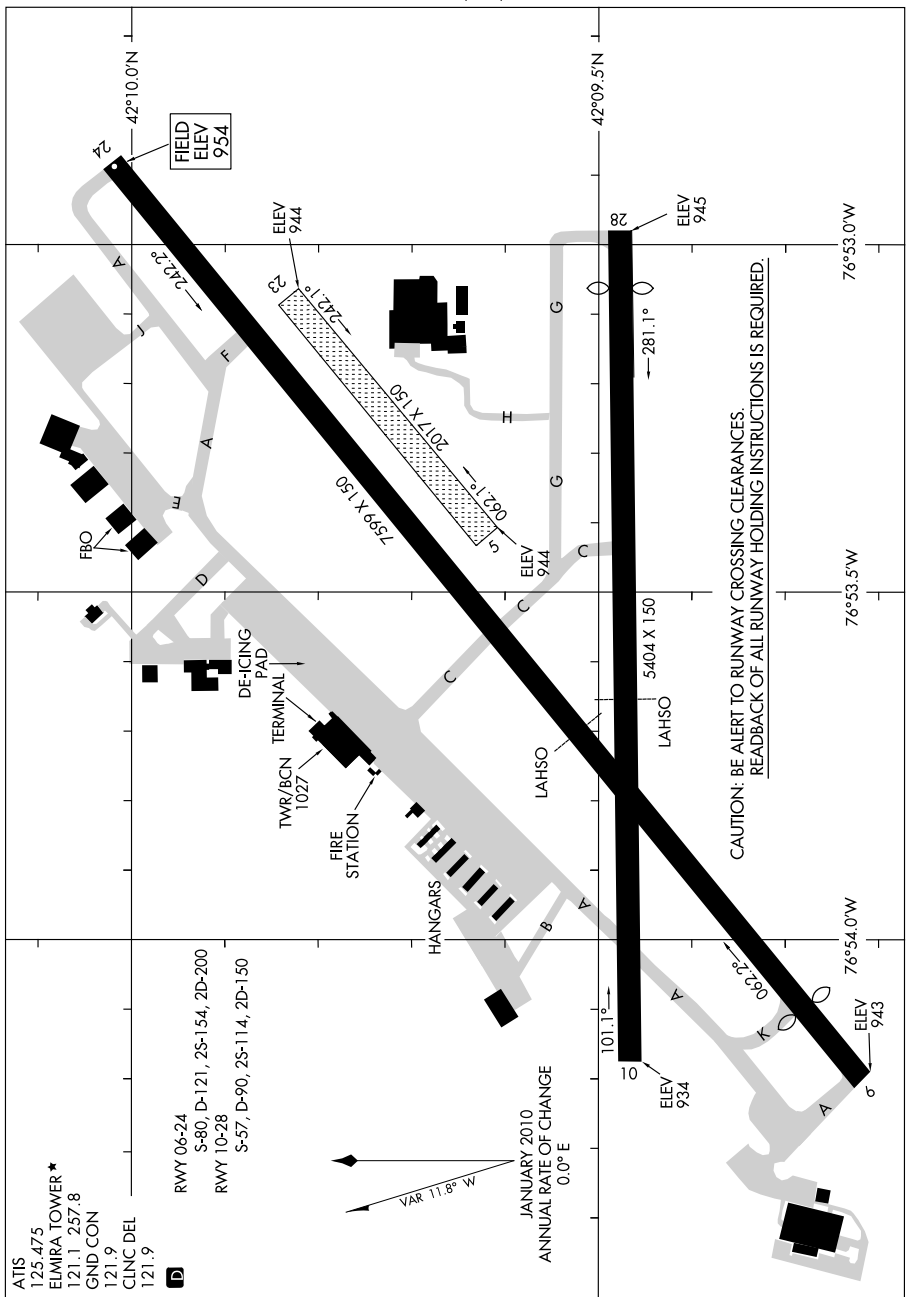 ATIS
125.475
ELMIRA TOWER★
121.1 257.8
GND CON
121.9
CLNC DEL
121.9
D
RWY 06-24
S-80, D-121, 2S-154, 2D-200
RWY 10-28
S-57, D-90, 2S-114, 2D-150
VAR 11.8° W
JANUARY 2010
ANNUAL RATE OF CHANGE
0.0° E
42°10.0'N
42°09.5'N
24
FIELD
ELEV
954
A
242.2°
J
F
A
E
FBO
D
ELEV
944
23
242.1°
2017 X 150
062.1°
5
ELEV
944
7599 X 150
H
G
G
C
C
C
28
ELEV
945
281.1°
76°53.0'W
76°53.5'W
76°54.0'W
DE-ICING
PAD
TERMINAL
TWR/BCN
1027
FIRE
STATION
HANGARS
LAHSO
LAHSO
5404 X 150
B
A
A
101.1°
10
ELEV
934
K
062.2°
A
6
ELEV
943
CAUTION: BE ALERT TO RUNWAY CROSSING CLEARANCES.
READBACK OF ALL RUNWAY HOLDING INSTRUCTIONS IS REQUIRED.